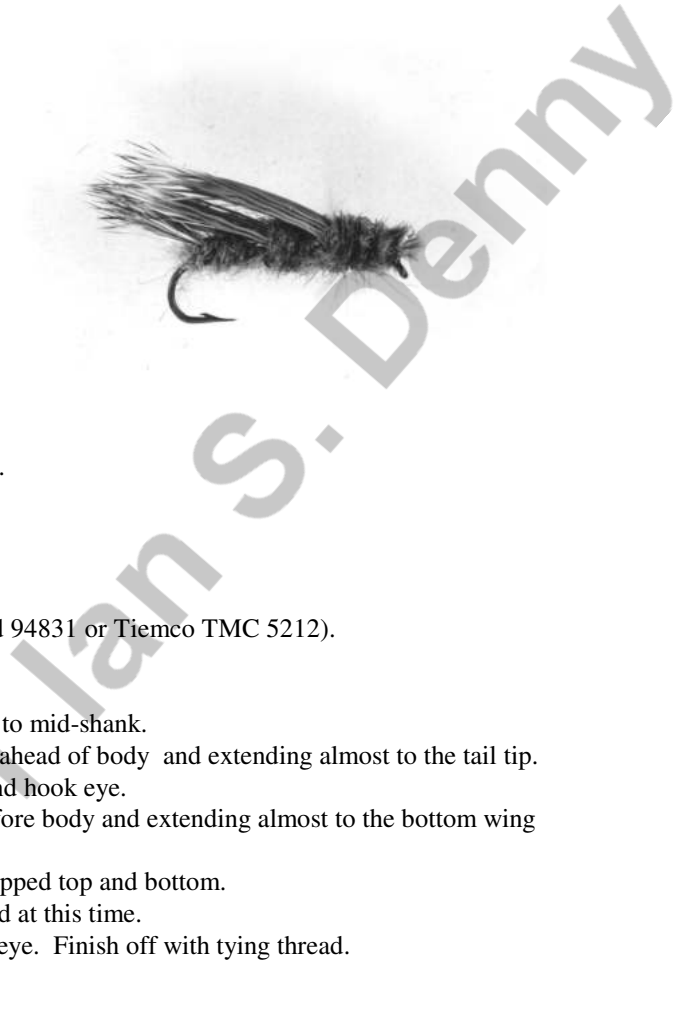 Ian S. Denny
.
94831 or Tiemco TMC 5212).
to mid-shank.
ahead of body and extending almost to the tail tip.
hook eye.
fore body and extending almost to the bottom wing
pped top and bottom.
d at this time.
eye. Finish off with tying thread.